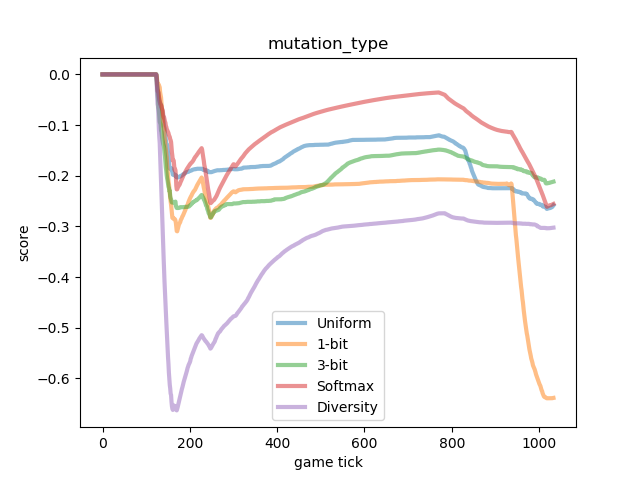 mutation_type
score
0.0
−0.1
−0.2
−0.3
−0.4
−0.5
−0.6
Uniform
1-bit
3-bit
Softmax
Diversity
0 200 400 600 800 1000
game tick